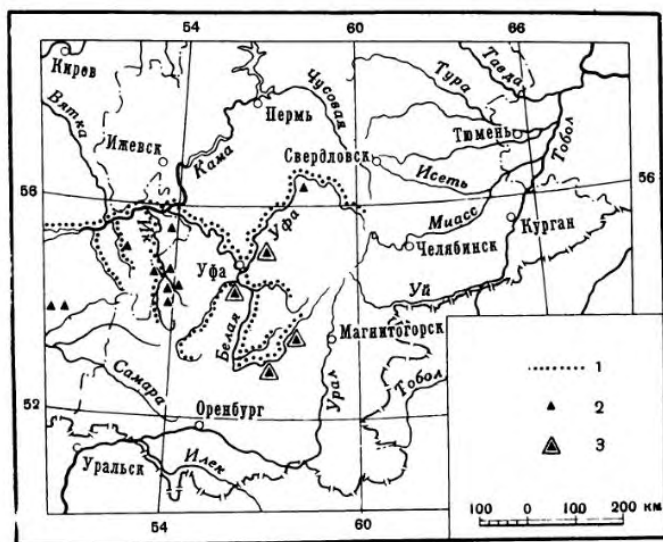 54
60
66
Киров
Вятка
Ижевск
Пермь
Кама
Чусовая
Тура
Тавда
Тюмень
Тобол
Свердловск
Исеть
56
56
Миасс
Курган
Челябинск
Ик
Уфа
Уфа
Белая
Уй
Магнитогорск
Урал
Тобол
Самара
52
Оренбург
Уральск
Илек
54
60
1
2
3
100 0 100 200 км